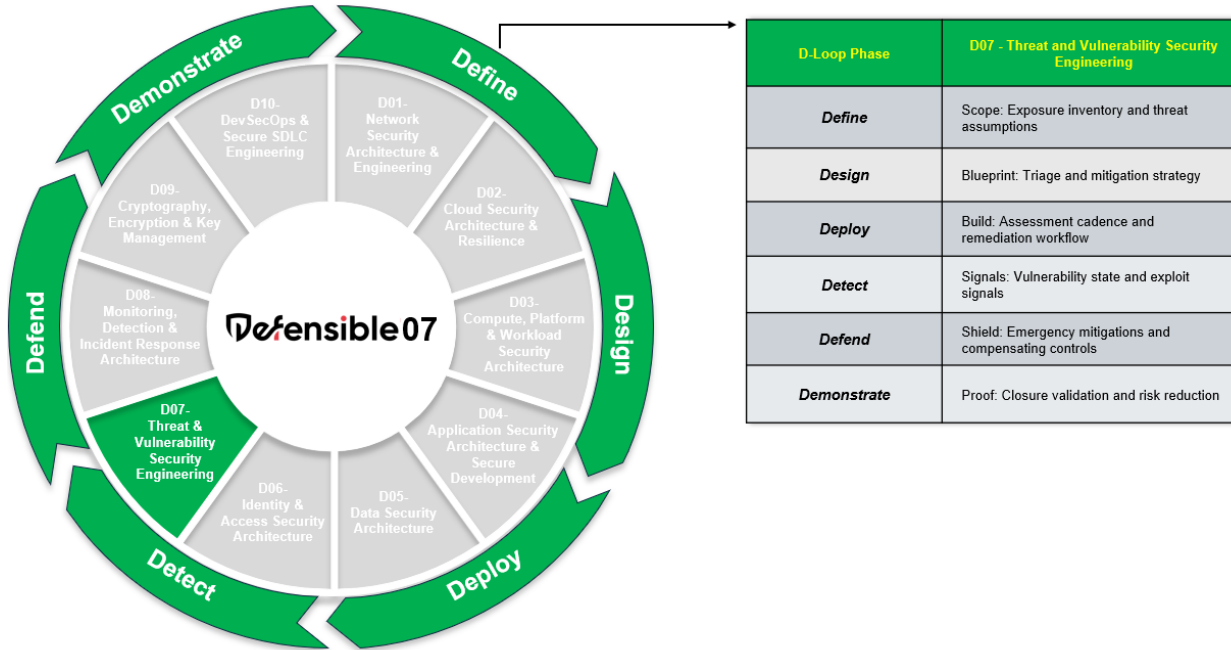 Demonstrate
Define
Design
Deploy
Detect
Defend
D10-
DevSecOps &
Secure SDLC
Engineering
D01-
Network
Security
Architecture &
Engineering
D02-
Cloud Security
Architecture &
Resilience
D03-
Compute, Platform
& Workload
Security
Architecture
D04-
Application Security
Architecture &
Secure
Development
D05-
Data Security
Architecture
D06-
Identity &
Access Security
Architecture
D07-
Threat &
Vulnerability
Security
Engineering
D08-
Monitoring,
Detection &
Incident Response
Architecture
D09-
Cryptography,
Encryption & Key
Management
Defensible07
D-Loop Phase
D07 - Threat and Vulnerability Security
Engineering
Define
Scope: Exposure inventory and threat
assumptions
Design
Blueprint: Triage and mitigation strategy
Deploy
Build: Assessment cadence and
remediation workflow
Detect
Signals: Vulnerability state and exploit
signals
Defend
Shield: Emergency mitigations and
compensating controls
Demonstrate
Proof: Closure validation and risk reduction